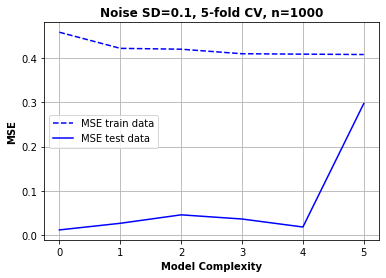 Noise SD=0.1, 5-fold CV, n=1000
MSE
0.4
0.3
0.2
0.1
0.0
MSE train data
MSE test data
0 1 2 3 4 5
Model Complexity